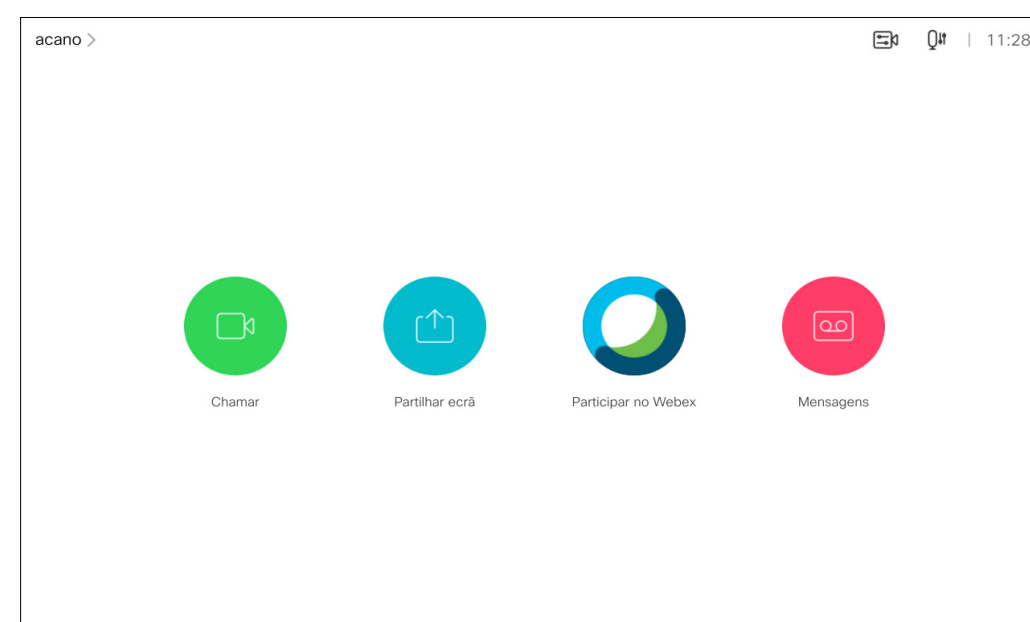 acano
11:28
Chamar
Partilhar ecrã
Participar no Webex
Mensagens